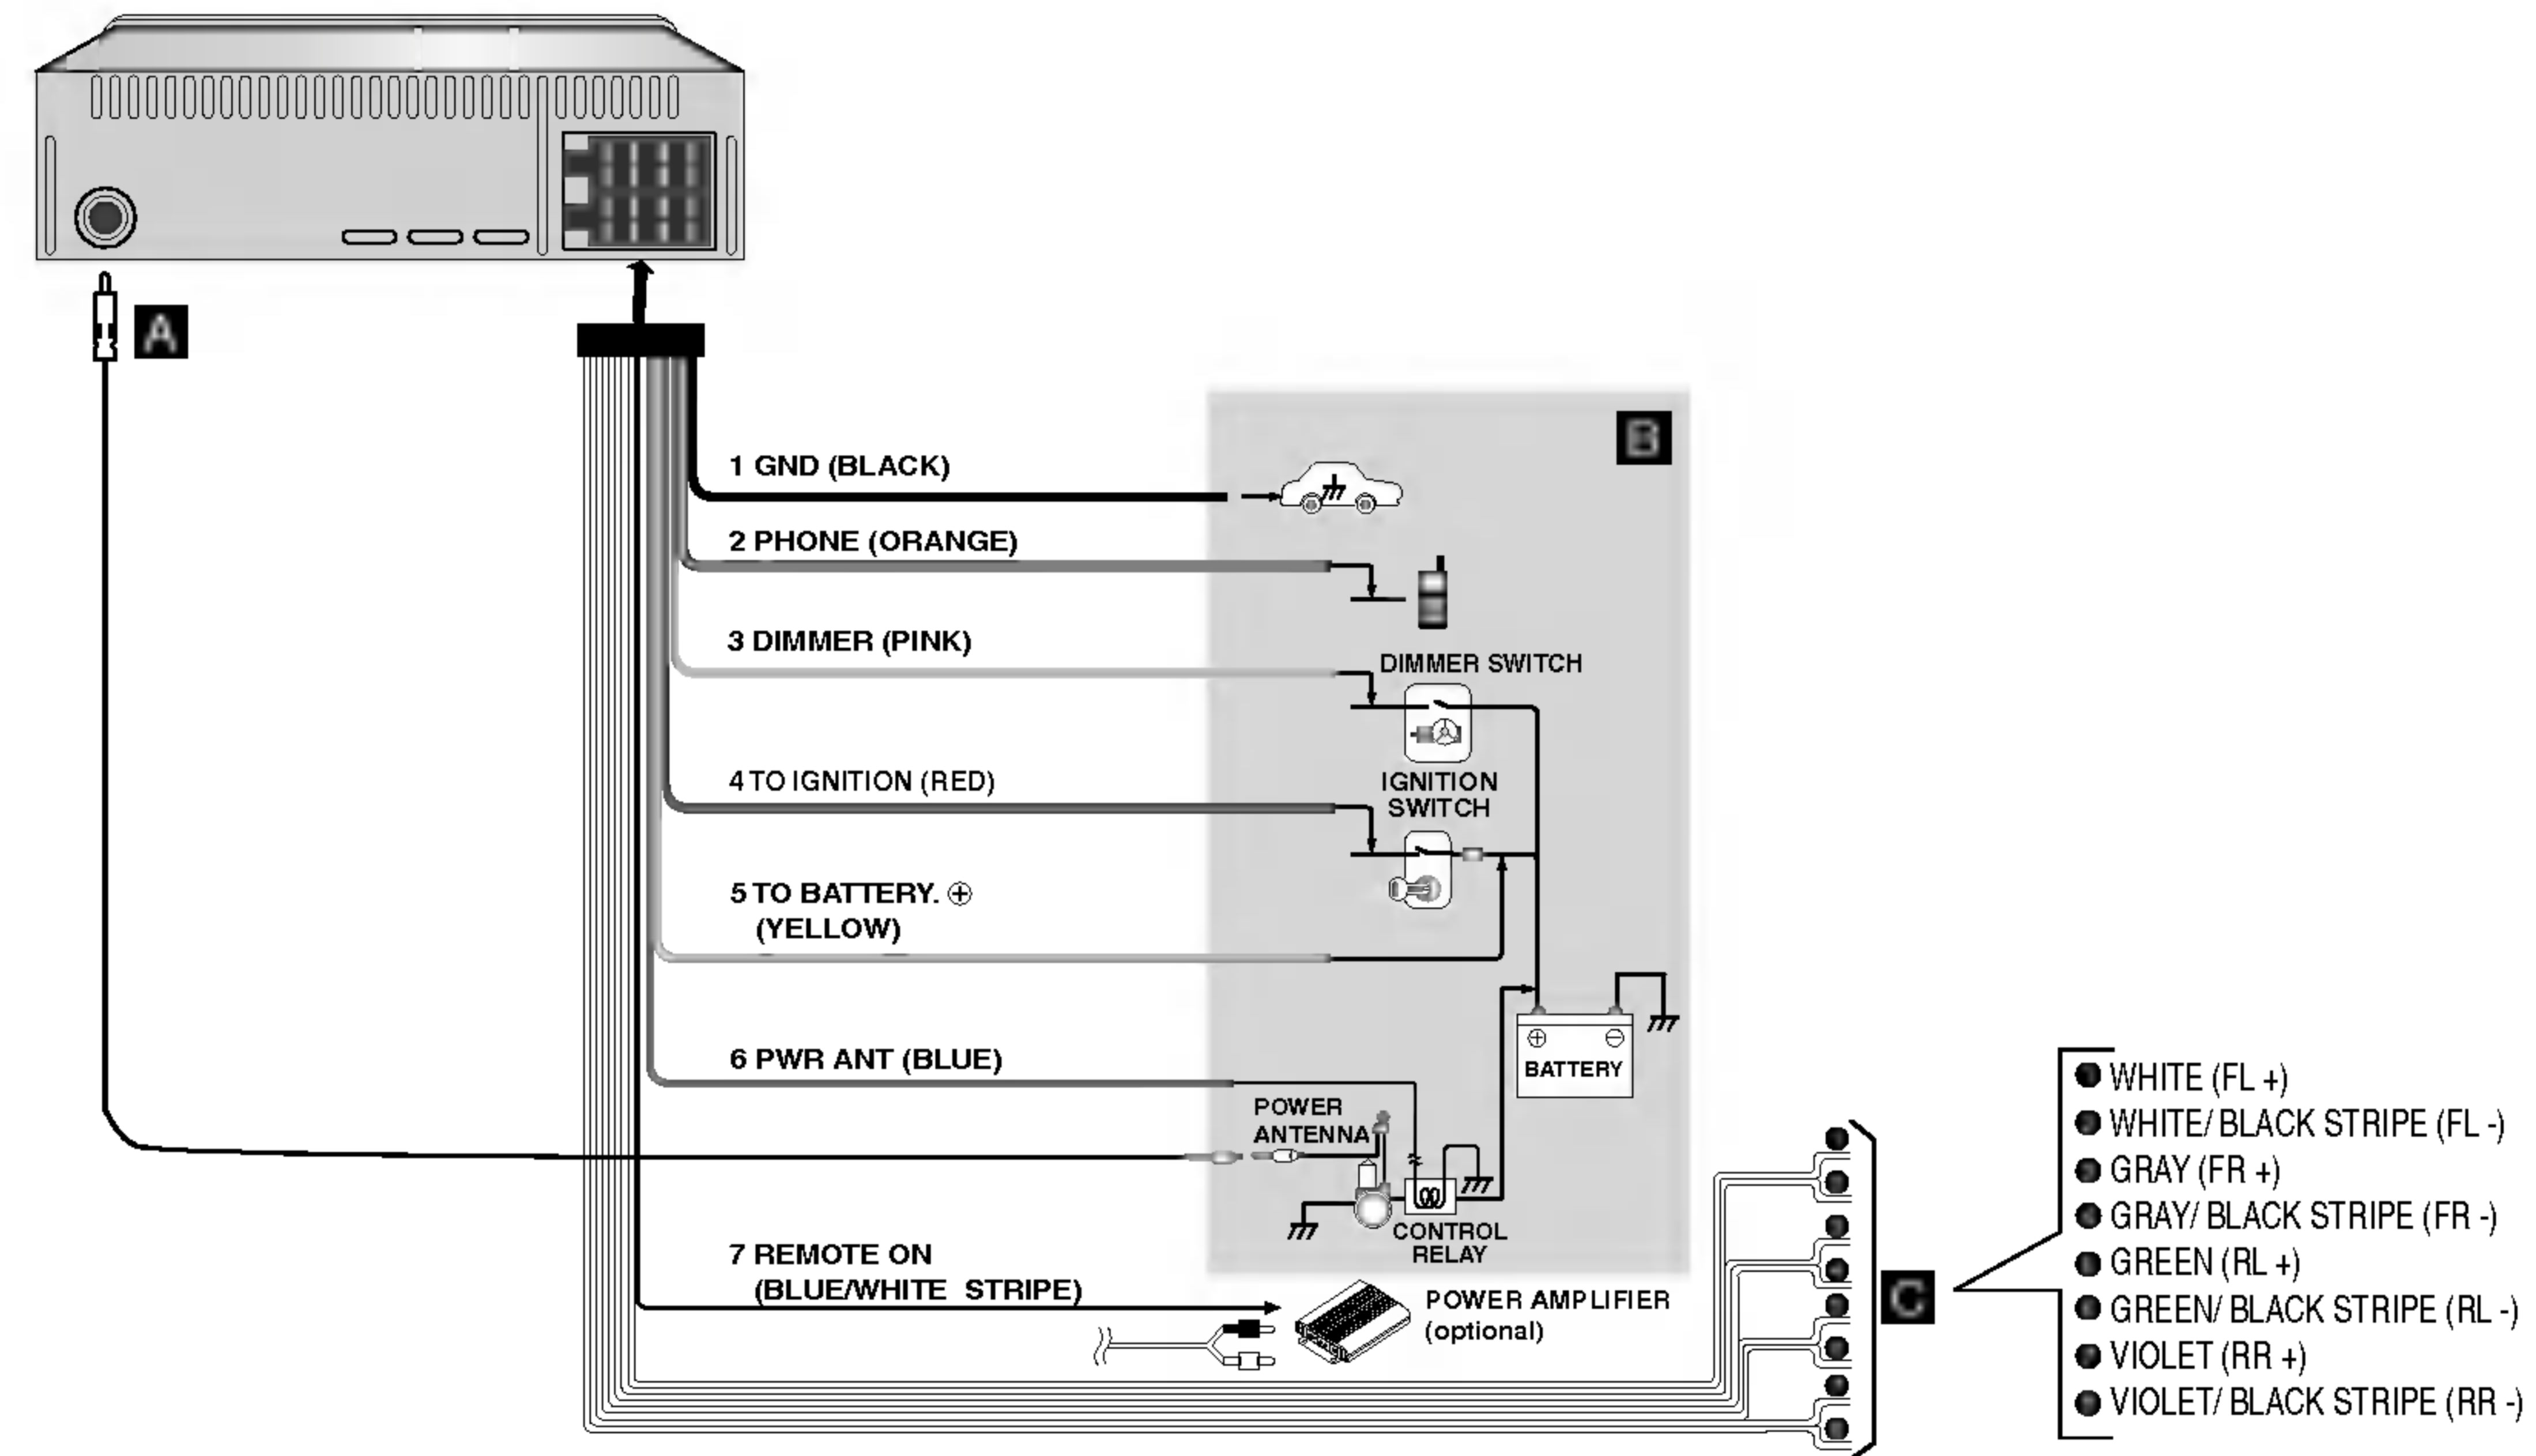 A
B
1 GND (BLACK)
2 PHONE (ORANGE)
3 DIMMER (PINK)
DIMMER SWITCH
4 TO IGNITION (RED)
IGNITION
SWITCH
5 TO BATTERY. ⊕
(YELLOW)
⊕ ⊖
BATTERY
6 PWR ANT (BLUE)
POWER
ANTENNA
CONTROL
RELAY
7 REMOTE ON
(BLUE/WHITE STRIPE)
POWER AMPLIFIER
(optional)
C
WHITE (FL +)
WHITE/ BLACK STRIPE (FL -)
GRAY (FR +)
GRAY/ BLACK STRIPE (FR -)
GREEN (RL +)
GREEN/ BLACK STRIPE (RL -)
VIOLET (RR +)
VIOLET/ BLACK STRIPE (RR -)